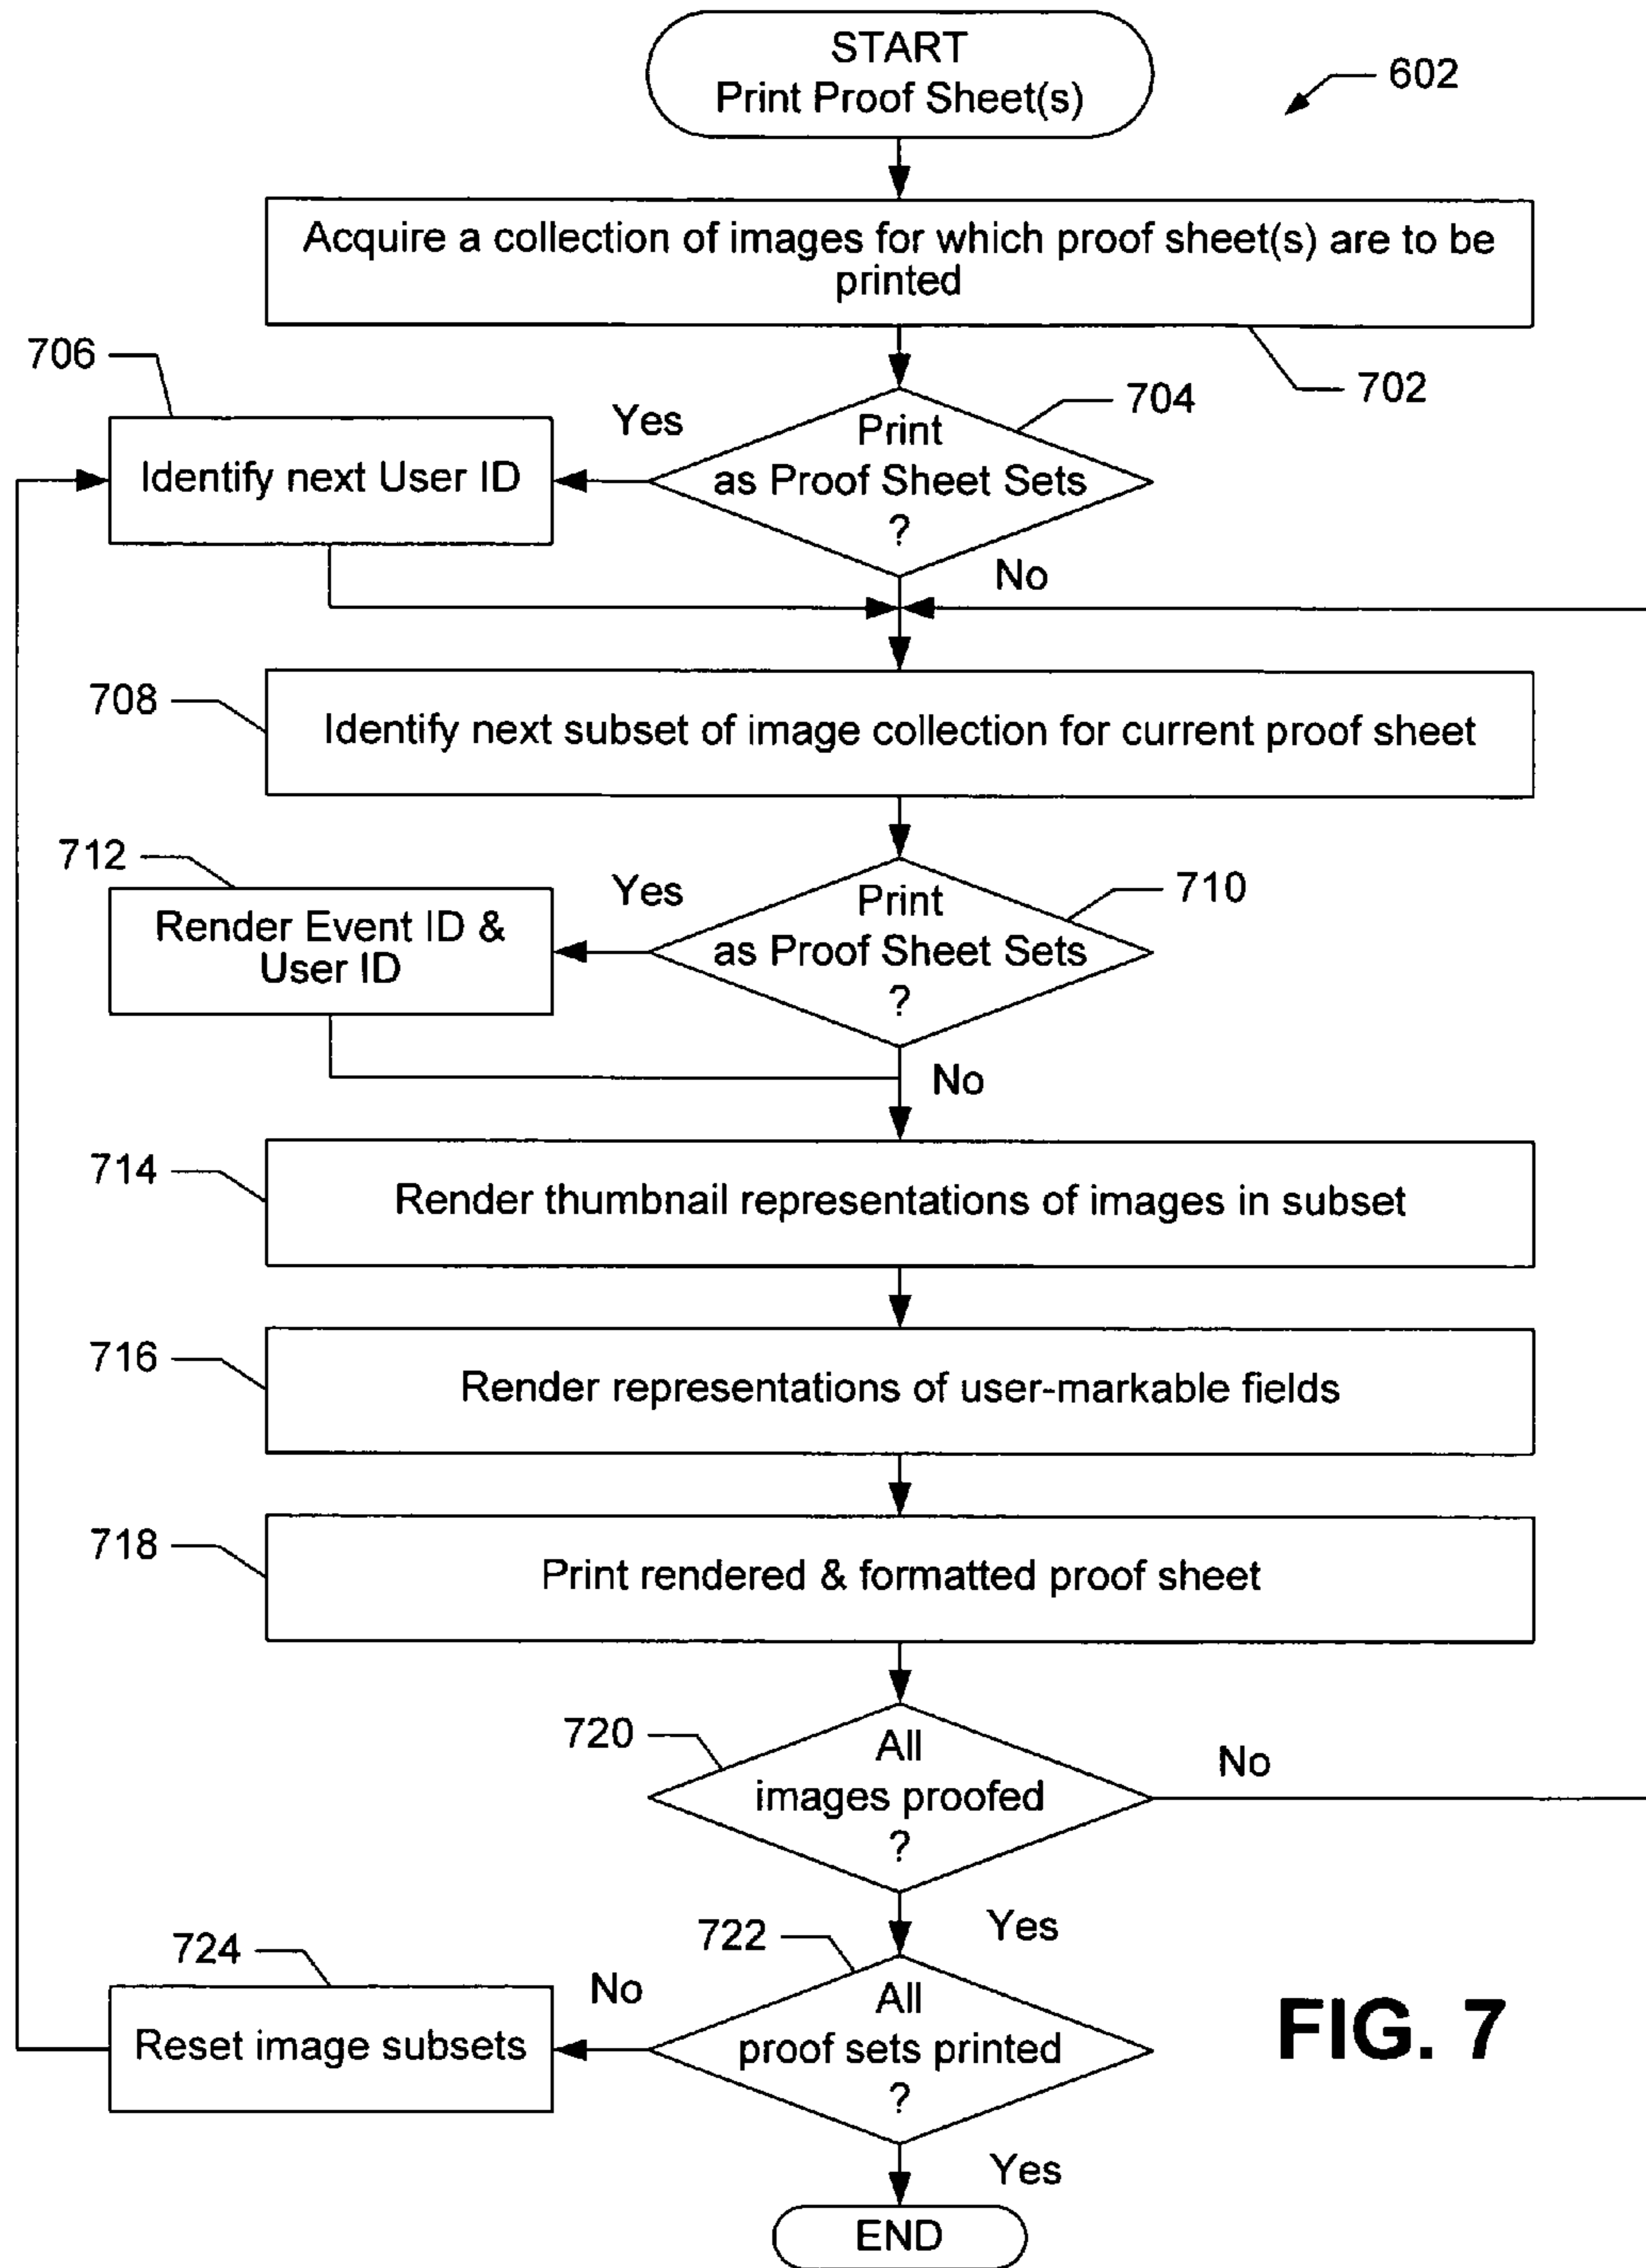 START
Print Proof Sheet(s)
602
Acquire a collection of images for which proof sheet(s) are to be
printed
702
706
Identify next User ID
Yes
704
Print
as Proof Sheet Sets
?
No
708
Identify next subset of image collection for current proof sheet
712
Render Event ID &
User ID
Yes
710
Print
as Proof Sheet Sets
?
No
714
Render thumbnail representations of images in subset
716
Render representations of user-markable fields
718
Print rendered & formatted proof sheet
720
All
images proofed
?
No
Yes
722
All
proof sets printed
?
No
724
Reset image subsets
Yes
END
FIG. 7